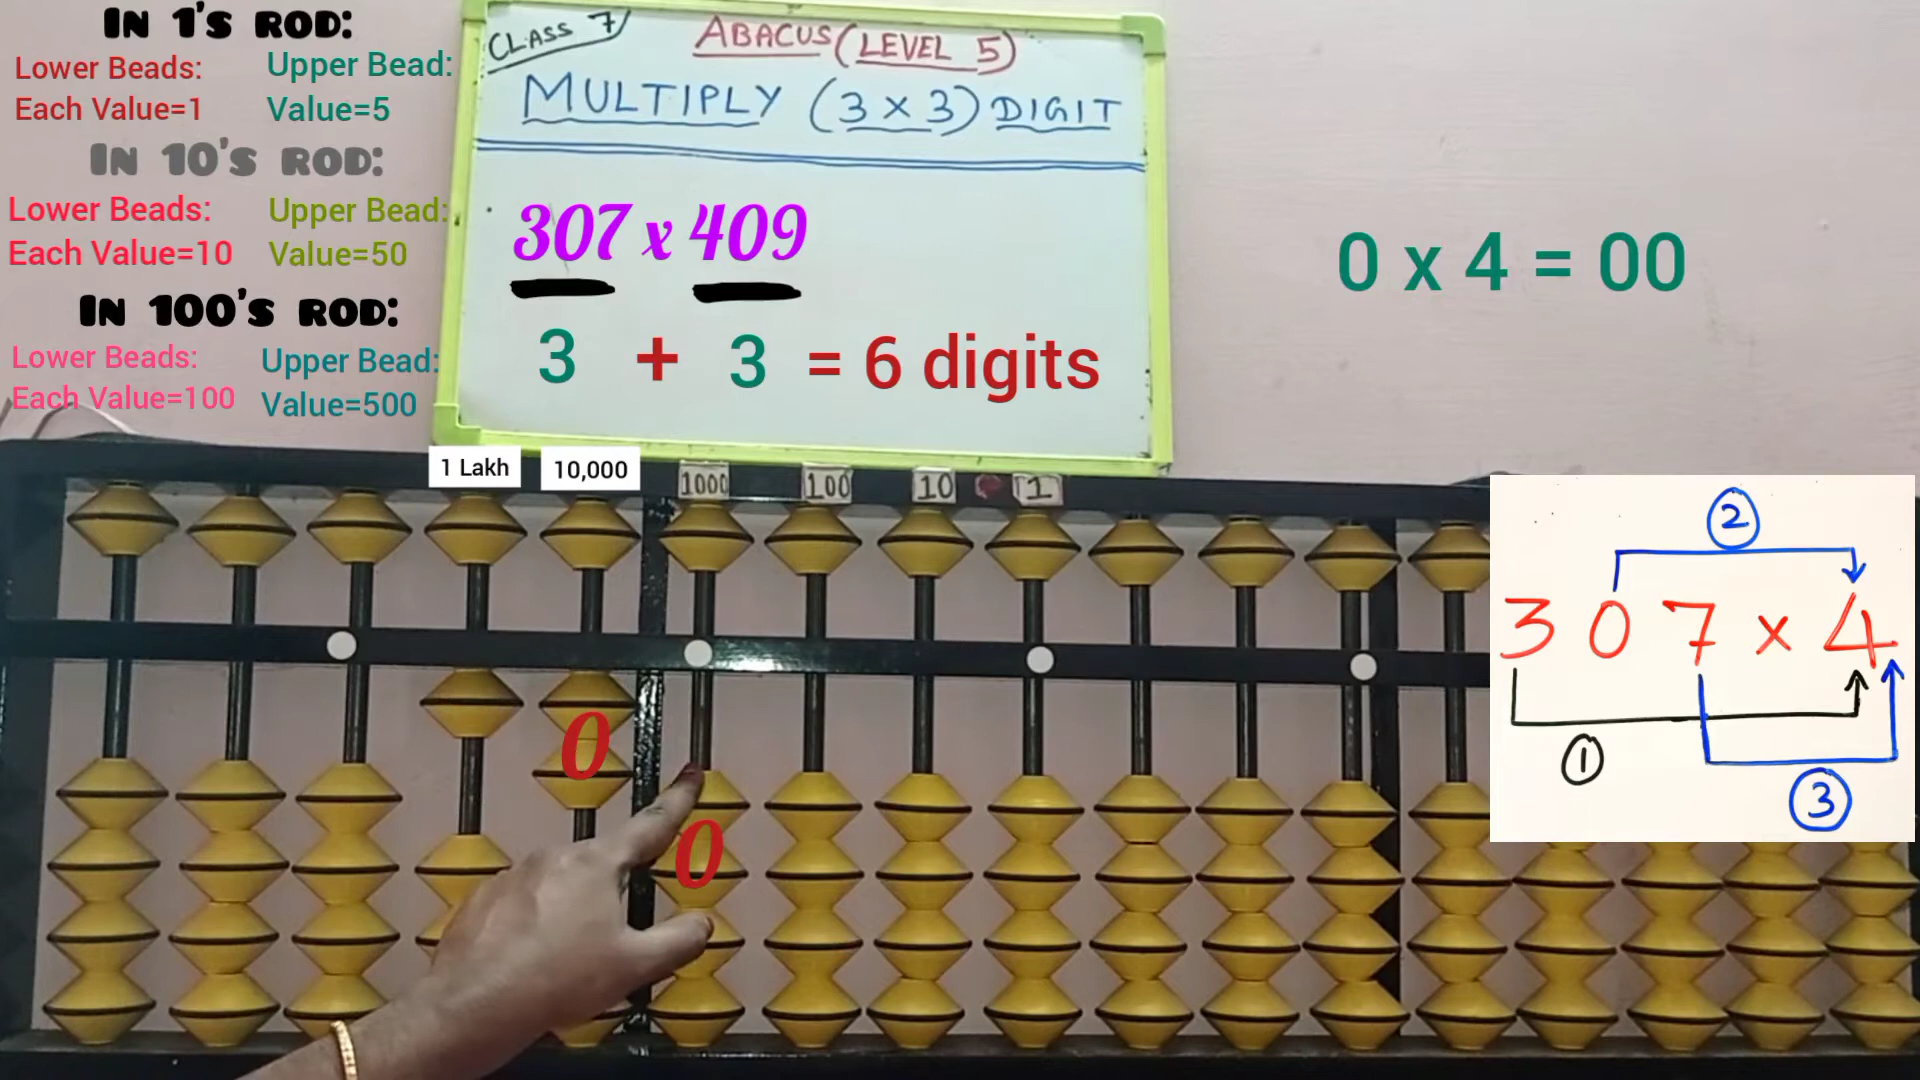 In 1's rod:
Lower Beads: Upper Bead:
Each Value=1 Value=5
In 10's rod:
Lower Beads: Upper Bead:
Each Value=10 Value=50
In 100's rod:
Lower Beads: Upper Bead:
Each Value=100 Value=500
CLASS 7
ABACUS (LEVEL 5)
MULTIPLY (3 x 3) DIGIT
307 x 409
3 + 3 = 6 digits
0 x 4 = 00
1 Lakh 10,000 1000 100 10 1
0
0
2
3 0 7 x 4
1
3